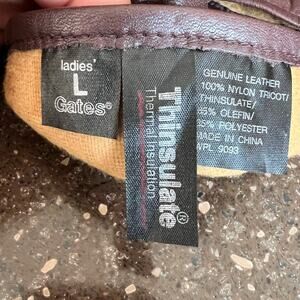 ladies'
L
Gates®
Thinsulate®
Thermal Insulation
GENUINE LEATHER
100% NYLON TRICOT/
THINSULATE/
65% OLEFIN/
35% POLYESTER
MADE IN CHINA
WPL 9093